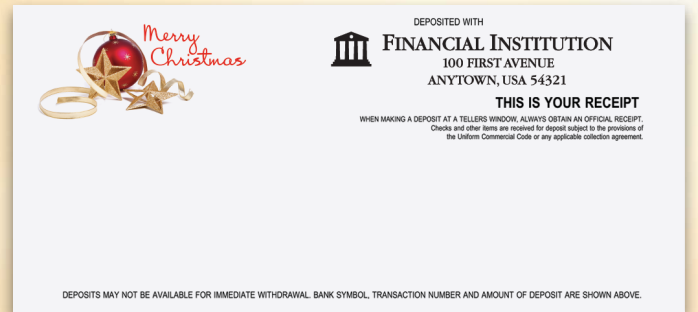 Merry
Christmas
DEPOSITED WITH
FINANCIAL INSTITUTION
100 FIRST AVENUE
ANYTOWN, USA 54321
THIS IS YOUR RECEIPT
WHEN MAKING A DEPOSIT AT A TELLERS WINDOW, ALWAYS OBTAIN AN OFFICIAL RECEIPT.
Checks and other items are received for deposit subject to the provisions of
the Uniform Commercial Code or any applicable collection agreement.
DEPOSITS MAY NOT BE AVAILABLE FOR IMMEDIATE WITHDRAWAL. BANK SYMBOL, TRANSACTION NUMBER AND AMOUNT OF DEPOSIT ARE SHOWN ABOVE.